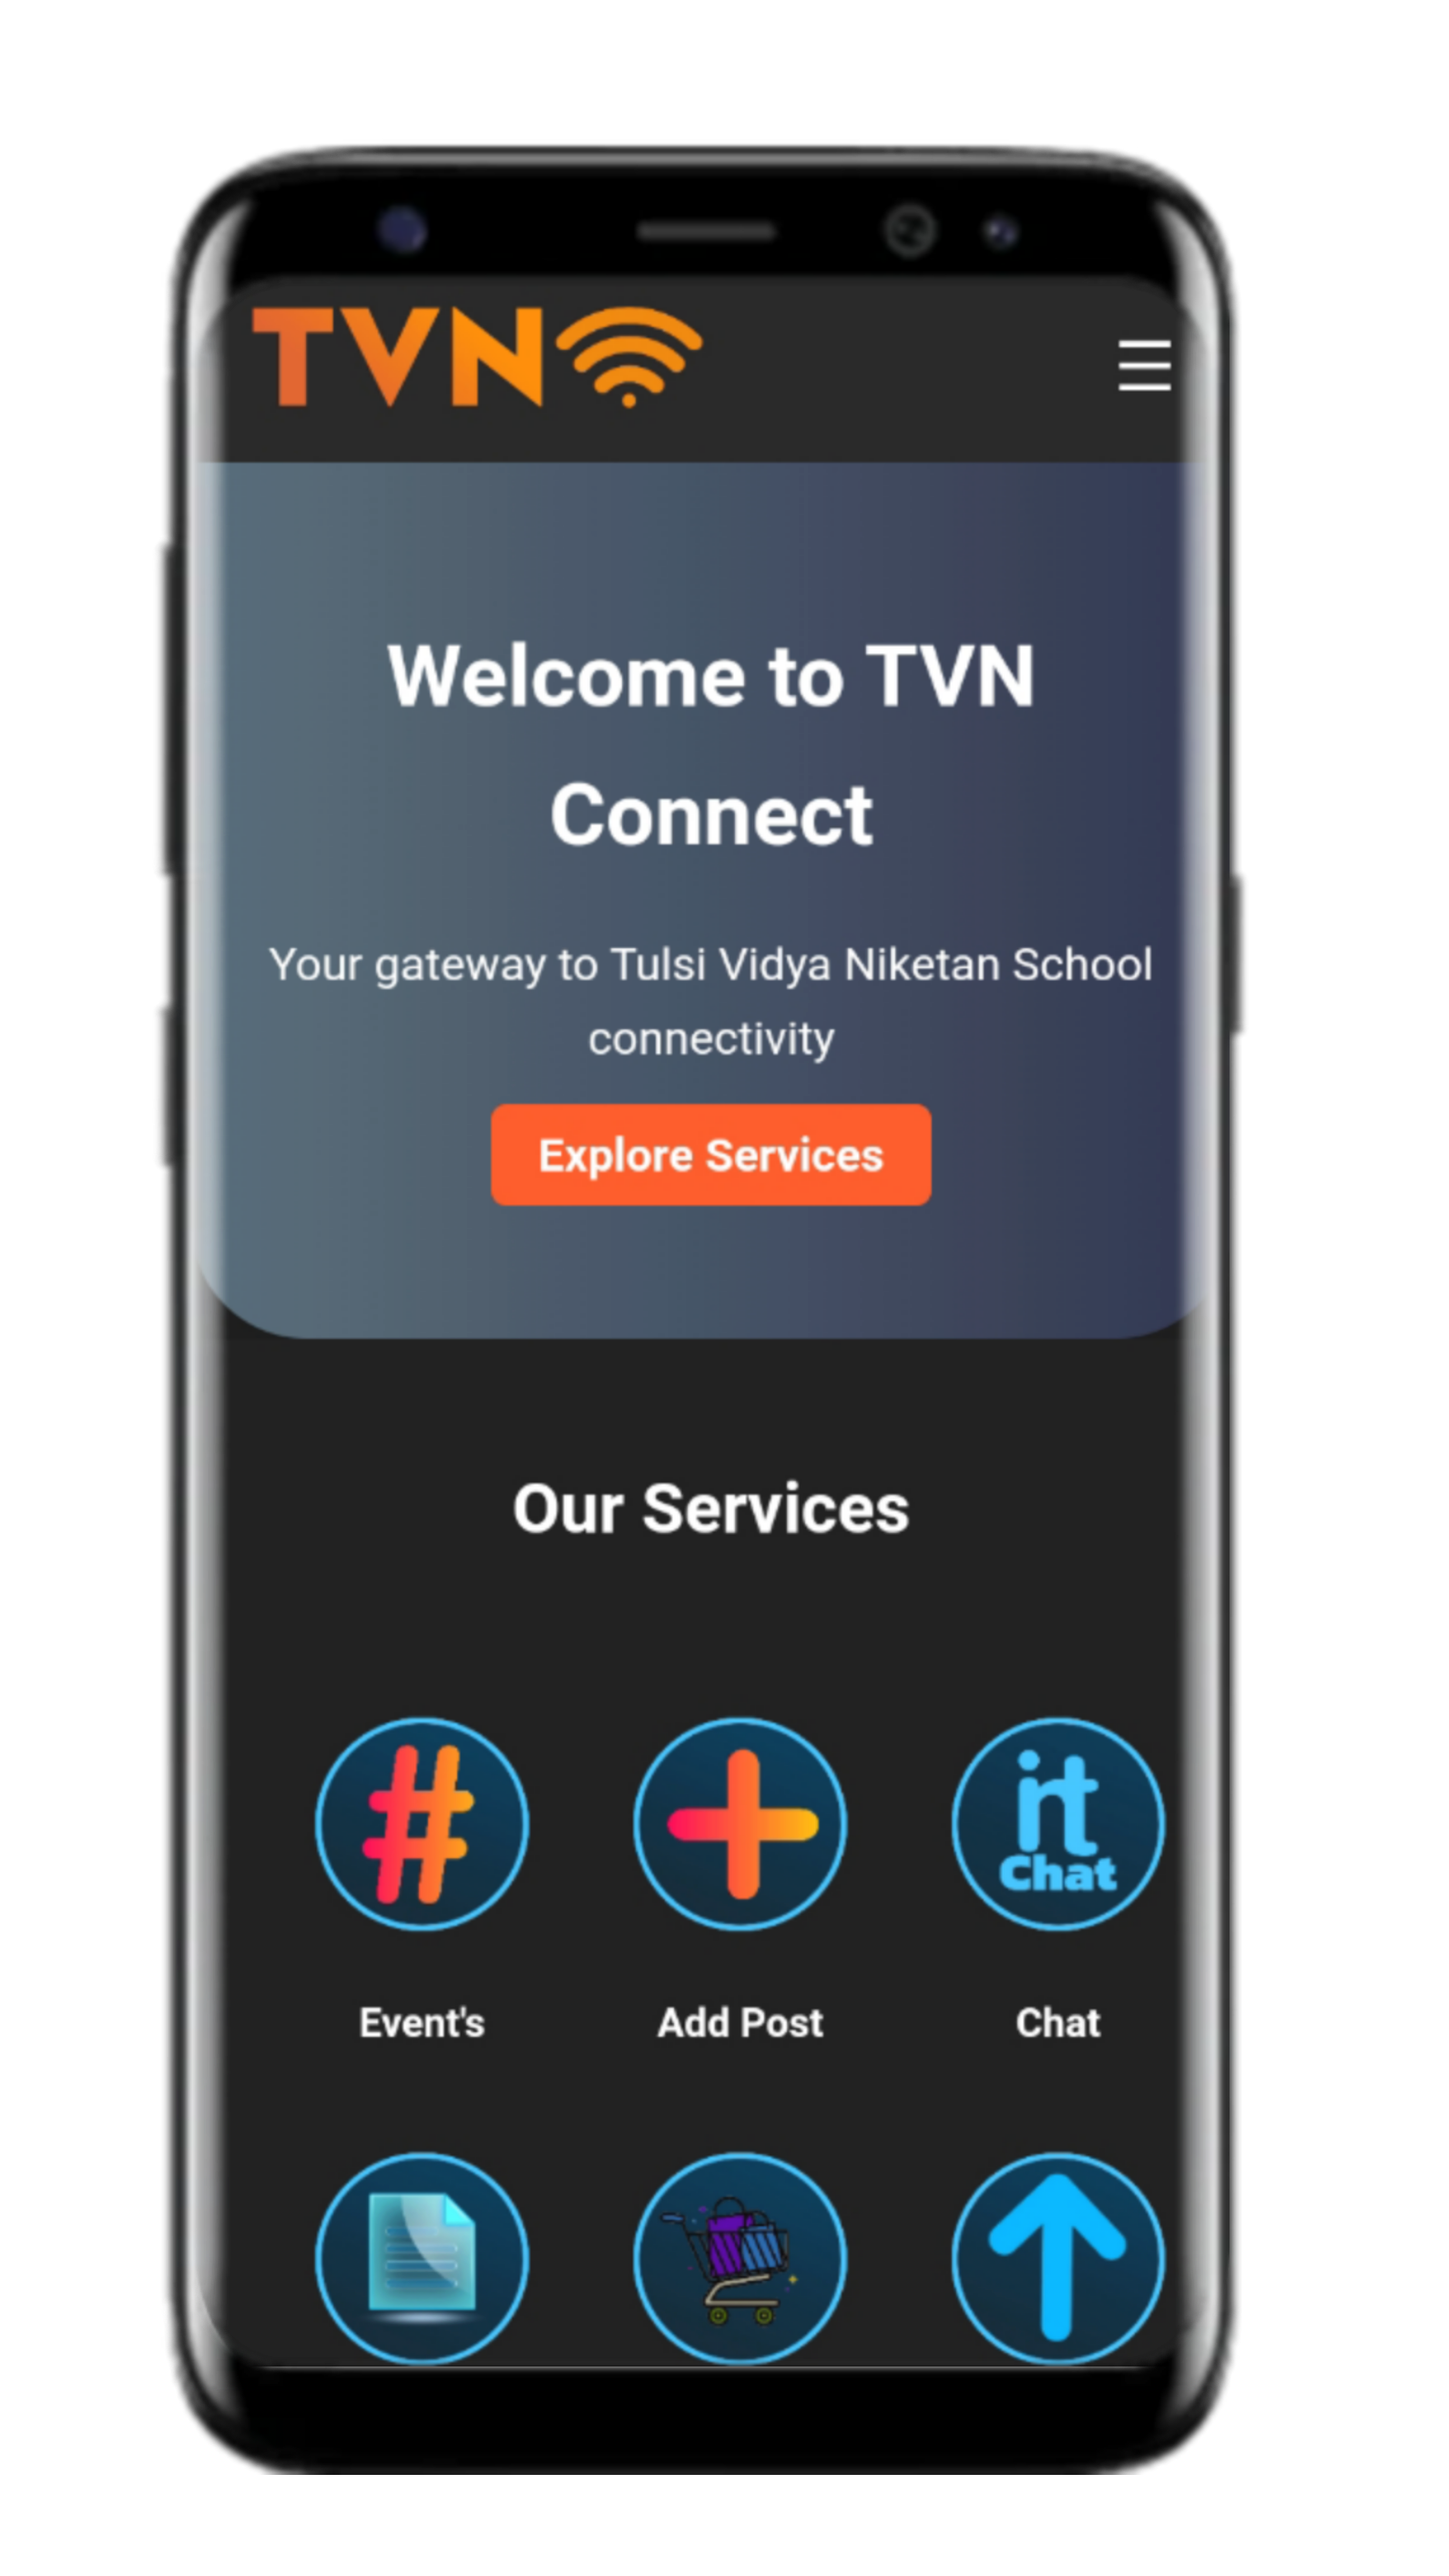 TVN
Welcome to TVN
Connect
Your gateway to Tulsi Vidya Niketan School
connectivity
Explore Services
Our Services
it
Chat
Event's
Add Post
Chat